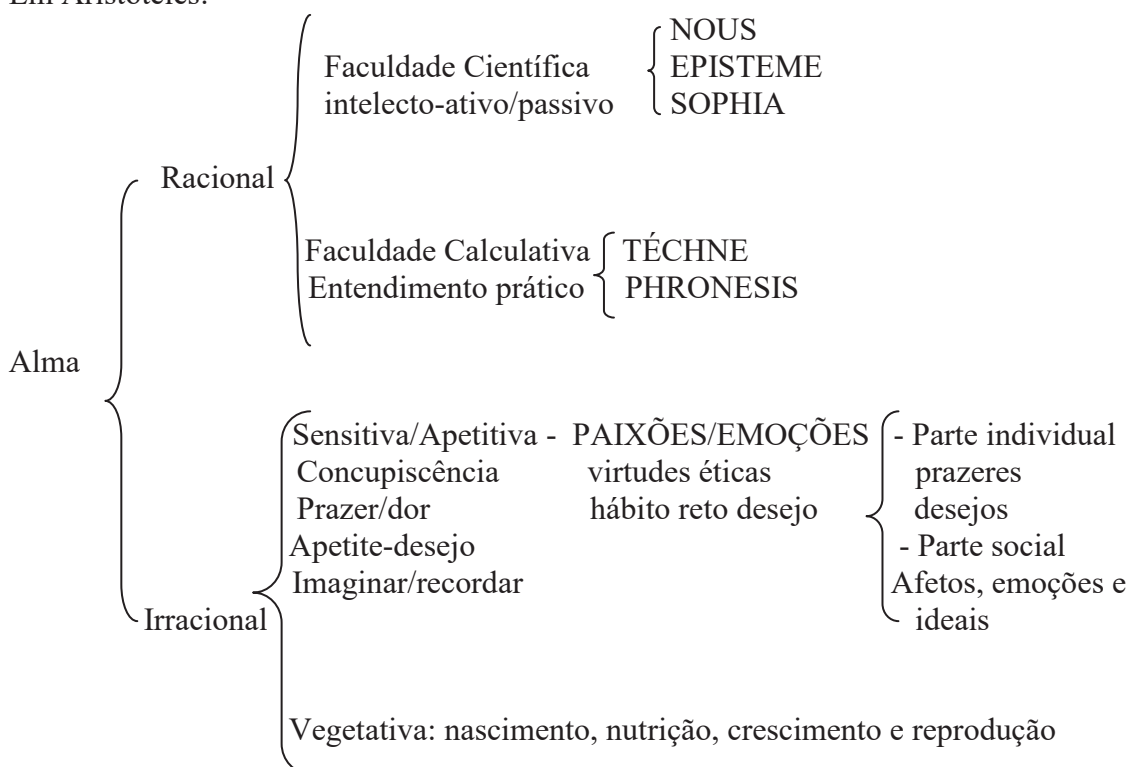 Em Aristóteles:
NOUS
Faculdade Científica
EPISTEME
intelecto-ativo/passivo
SOPHIA
Racional
Faculdade Calculativa
TÉCHNE
Entendimento prático
PHRONESIS
Alma
Sensitiva/Apetitiva - PAIXÕES/EMOÇÕES
- Parte individual
Concupiscência
virtudes éticas
prazeres
Prazer/dor
hábito reto desejo
desejos
Apetite-desejo
- Parte social
Imaginar/recordar
Afetos, emoções e
Irracional
ideais
Vegetativa: nascimento, nutrição, crescimento e reprodução